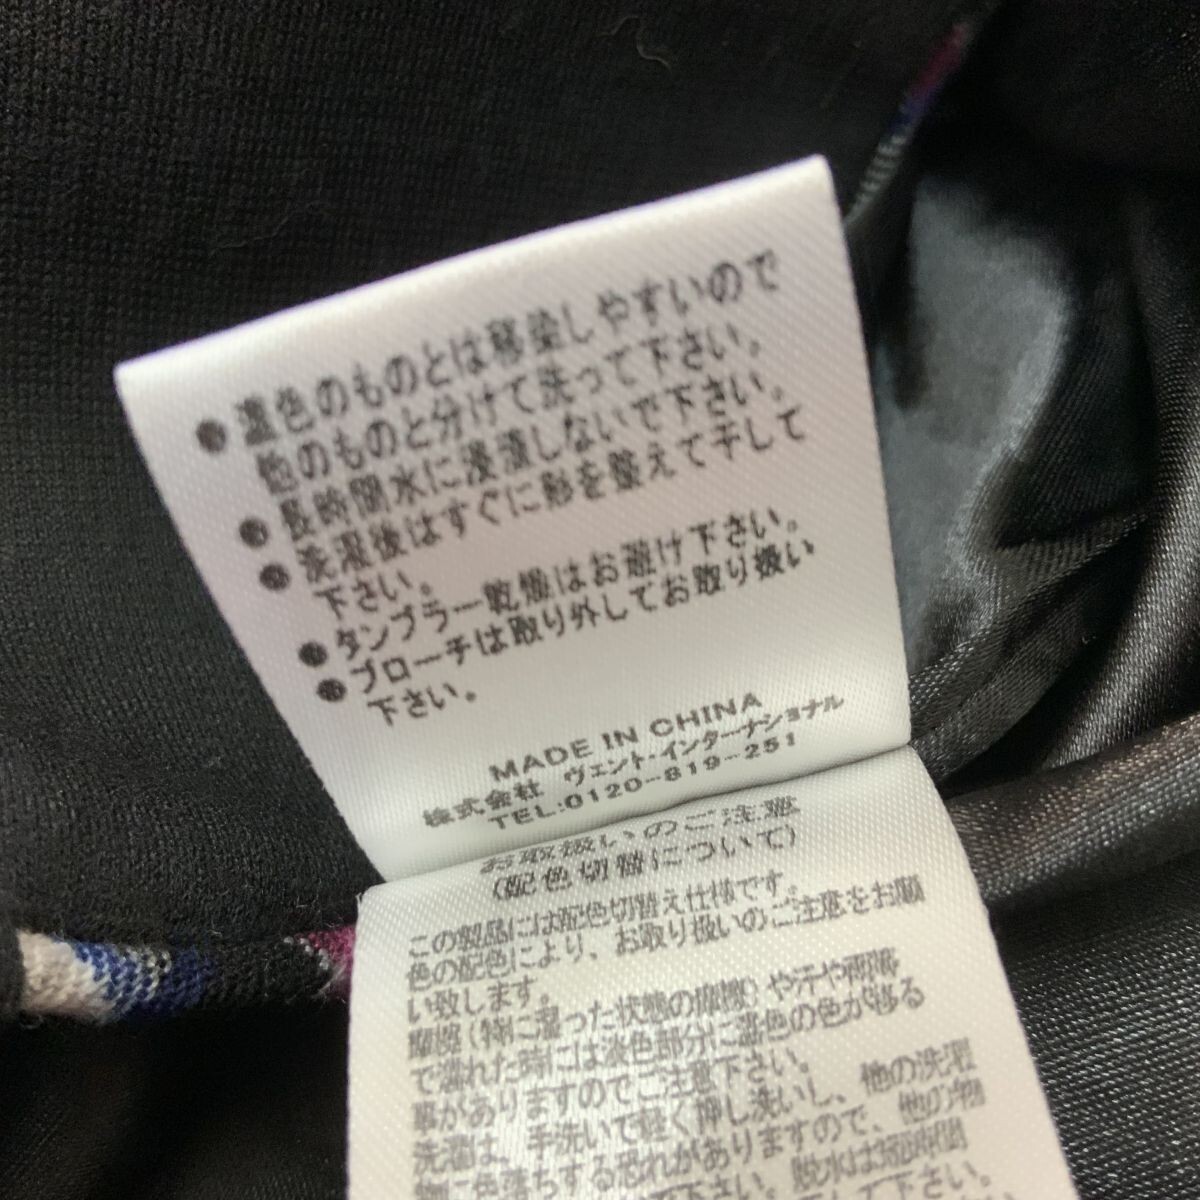 ●濃色のものとは移染しやすいので
他のものと分けて洗って下さい。
●長時間水に浸漬しないで下さい。
●洗濯後はすぐに形を整えて干して
下さい。
●タンブラー乾燥はお避け下さい。
●ブローチは取り外してお取り扱い
下さい。
MADE IN CHINA
株式会社 ヴェント・インターナショナル
TEL:0120-819-251
お取扱いのご注意
(配色切替について)
この製品には配色切替え仕様です。
色の配色により、お取り扱いのご注意をお願
い致します。
摩擦(特に湿った状態の摩擦)や汗や雨等
で濡れた時には淡色部分に濃色の色が移る
事がありますのでご注意下さい。
洗濯は、手洗いで軽く押し洗いし、他の洗濯
物に色落ちする恐れがありますので、他の物
脱水は短時間
下さい。